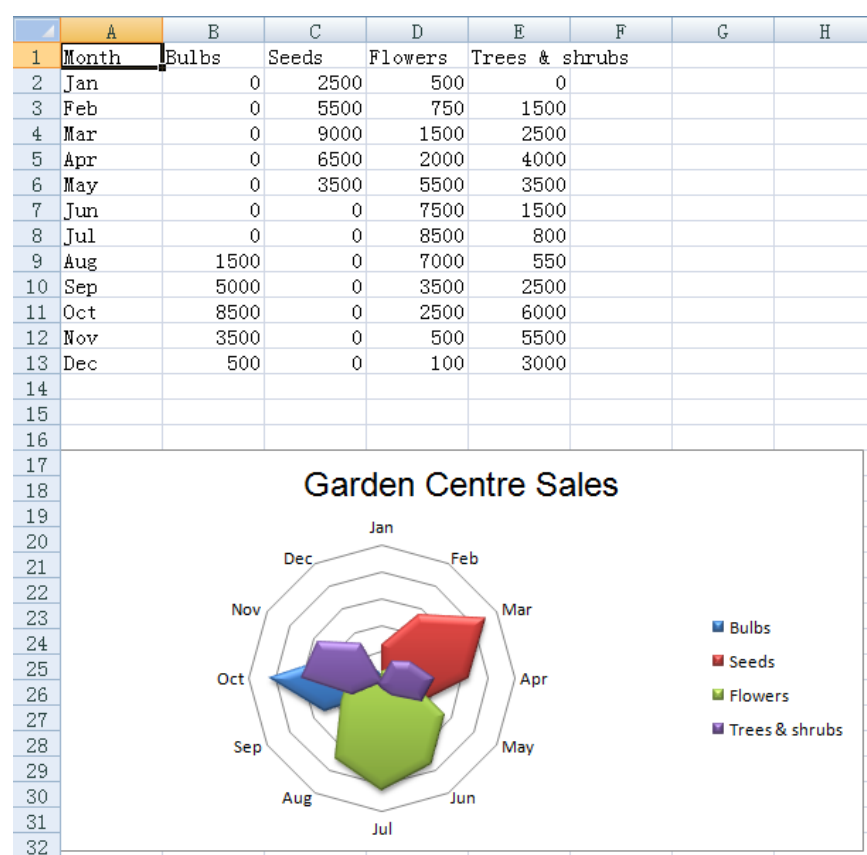 A B C D E F G H
1 Month Bulbs Seeds Flowers Trees & shrubs
2 Jan 0 2500 500 0
3 Feb 0 5500 750 1500
4 Mar 0 9000 1500 2500
5 Apr 0 6500 2000 4000
6 May 0 3500 5500 3500
7 Jun 0 0 7500 1500
8 Jul 0 0 8500 800
9 Aug 1500 0 7000 550
10 Sep 5000 0 3500 2500
11 Oct 8500 0 2500 6000
12 Nov 3500 0 500 5500
13 Dec 500 0 100 3000
14
15
16
17
18
19
20
21
22
23
24
25
26
27
28
29
30
31
32
Garden Centre Sales
Jan
Feb
Mar
Apr
May
Jun
Jul
Aug
Sep
Oct
Nov
Dec
Bulbs
Seeds
Flowers
Trees & shrubs